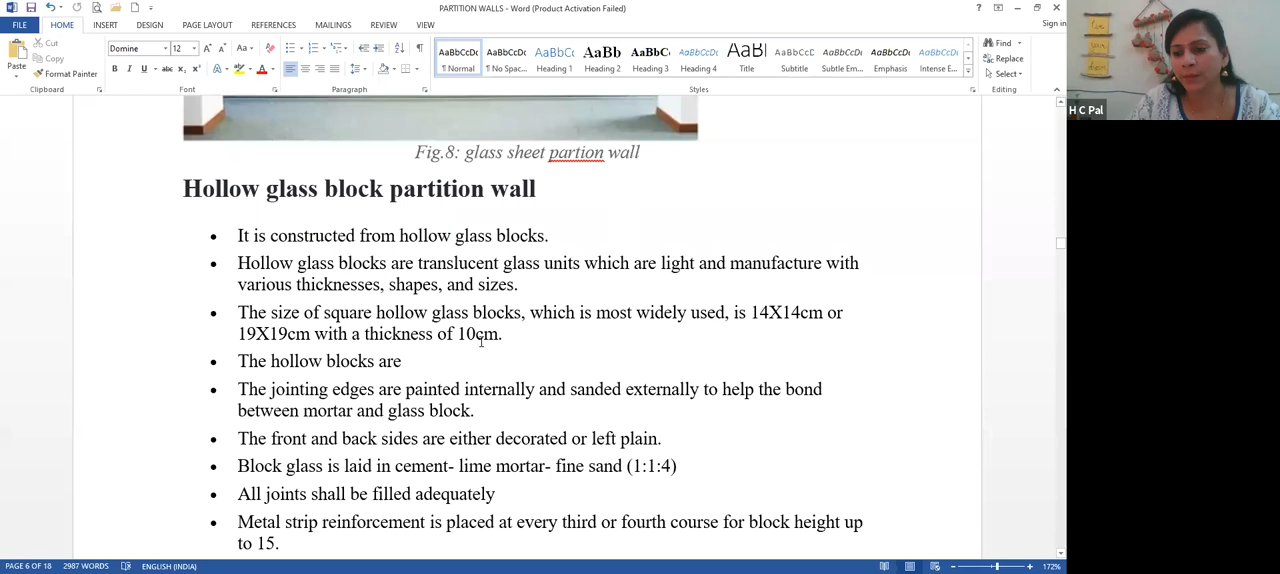 PARTITION WALLS - Word (Product Activation Failed)
FILE HOME INSERT DESIGN PAGE LAYOUT REFERENCES MAILINGS REVIEW VIEW Sign in
Cut
Copy
Format Painter
Paste
Domine 12
Find
Replace
Select
AaBbCcDc AaBbCcDc AaBbCc AaBb AaBbCc AaBbCcDc AaBl AaBbCcDc AaBbCcDc AaBbCcDc AaBbCcDc
¶ Normal ¶ No Spac... Heading 1 Heading 2 Heading 3 Heading 4 Title Subtitle Subtle Em... Emphasis Intense E...
Clipboard Font Paragraph Styles Editing
H C Pal
Fig.8: glass sheet partion wall
Hollow glass block partition wall
• It is constructed from hollow glass blocks.
• Hollow glass blocks are translucent glass units which are light and manufacture with
various thicknesses, shapes, and sizes.
• The size of square hollow glass blocks, which is most widely used, is 14X14cm or
19X19cm with a thickness of 10cm.
• The hollow blocks are
• The jointing edges are painted internally and sanded externally to help the bond
between mortar and glass block.
• The front and back sides are either decorated or left plain.
• Block glass is laid in cement- lime mortar- fine sand (1:1:4)
• All joints shall be filled adequately
• Metal strip reinforcement is placed at every third or fourth course for block height up
to 15.
PAGE 6 OF 18 2987 WORDS ENGLISH (INDIA) 172%